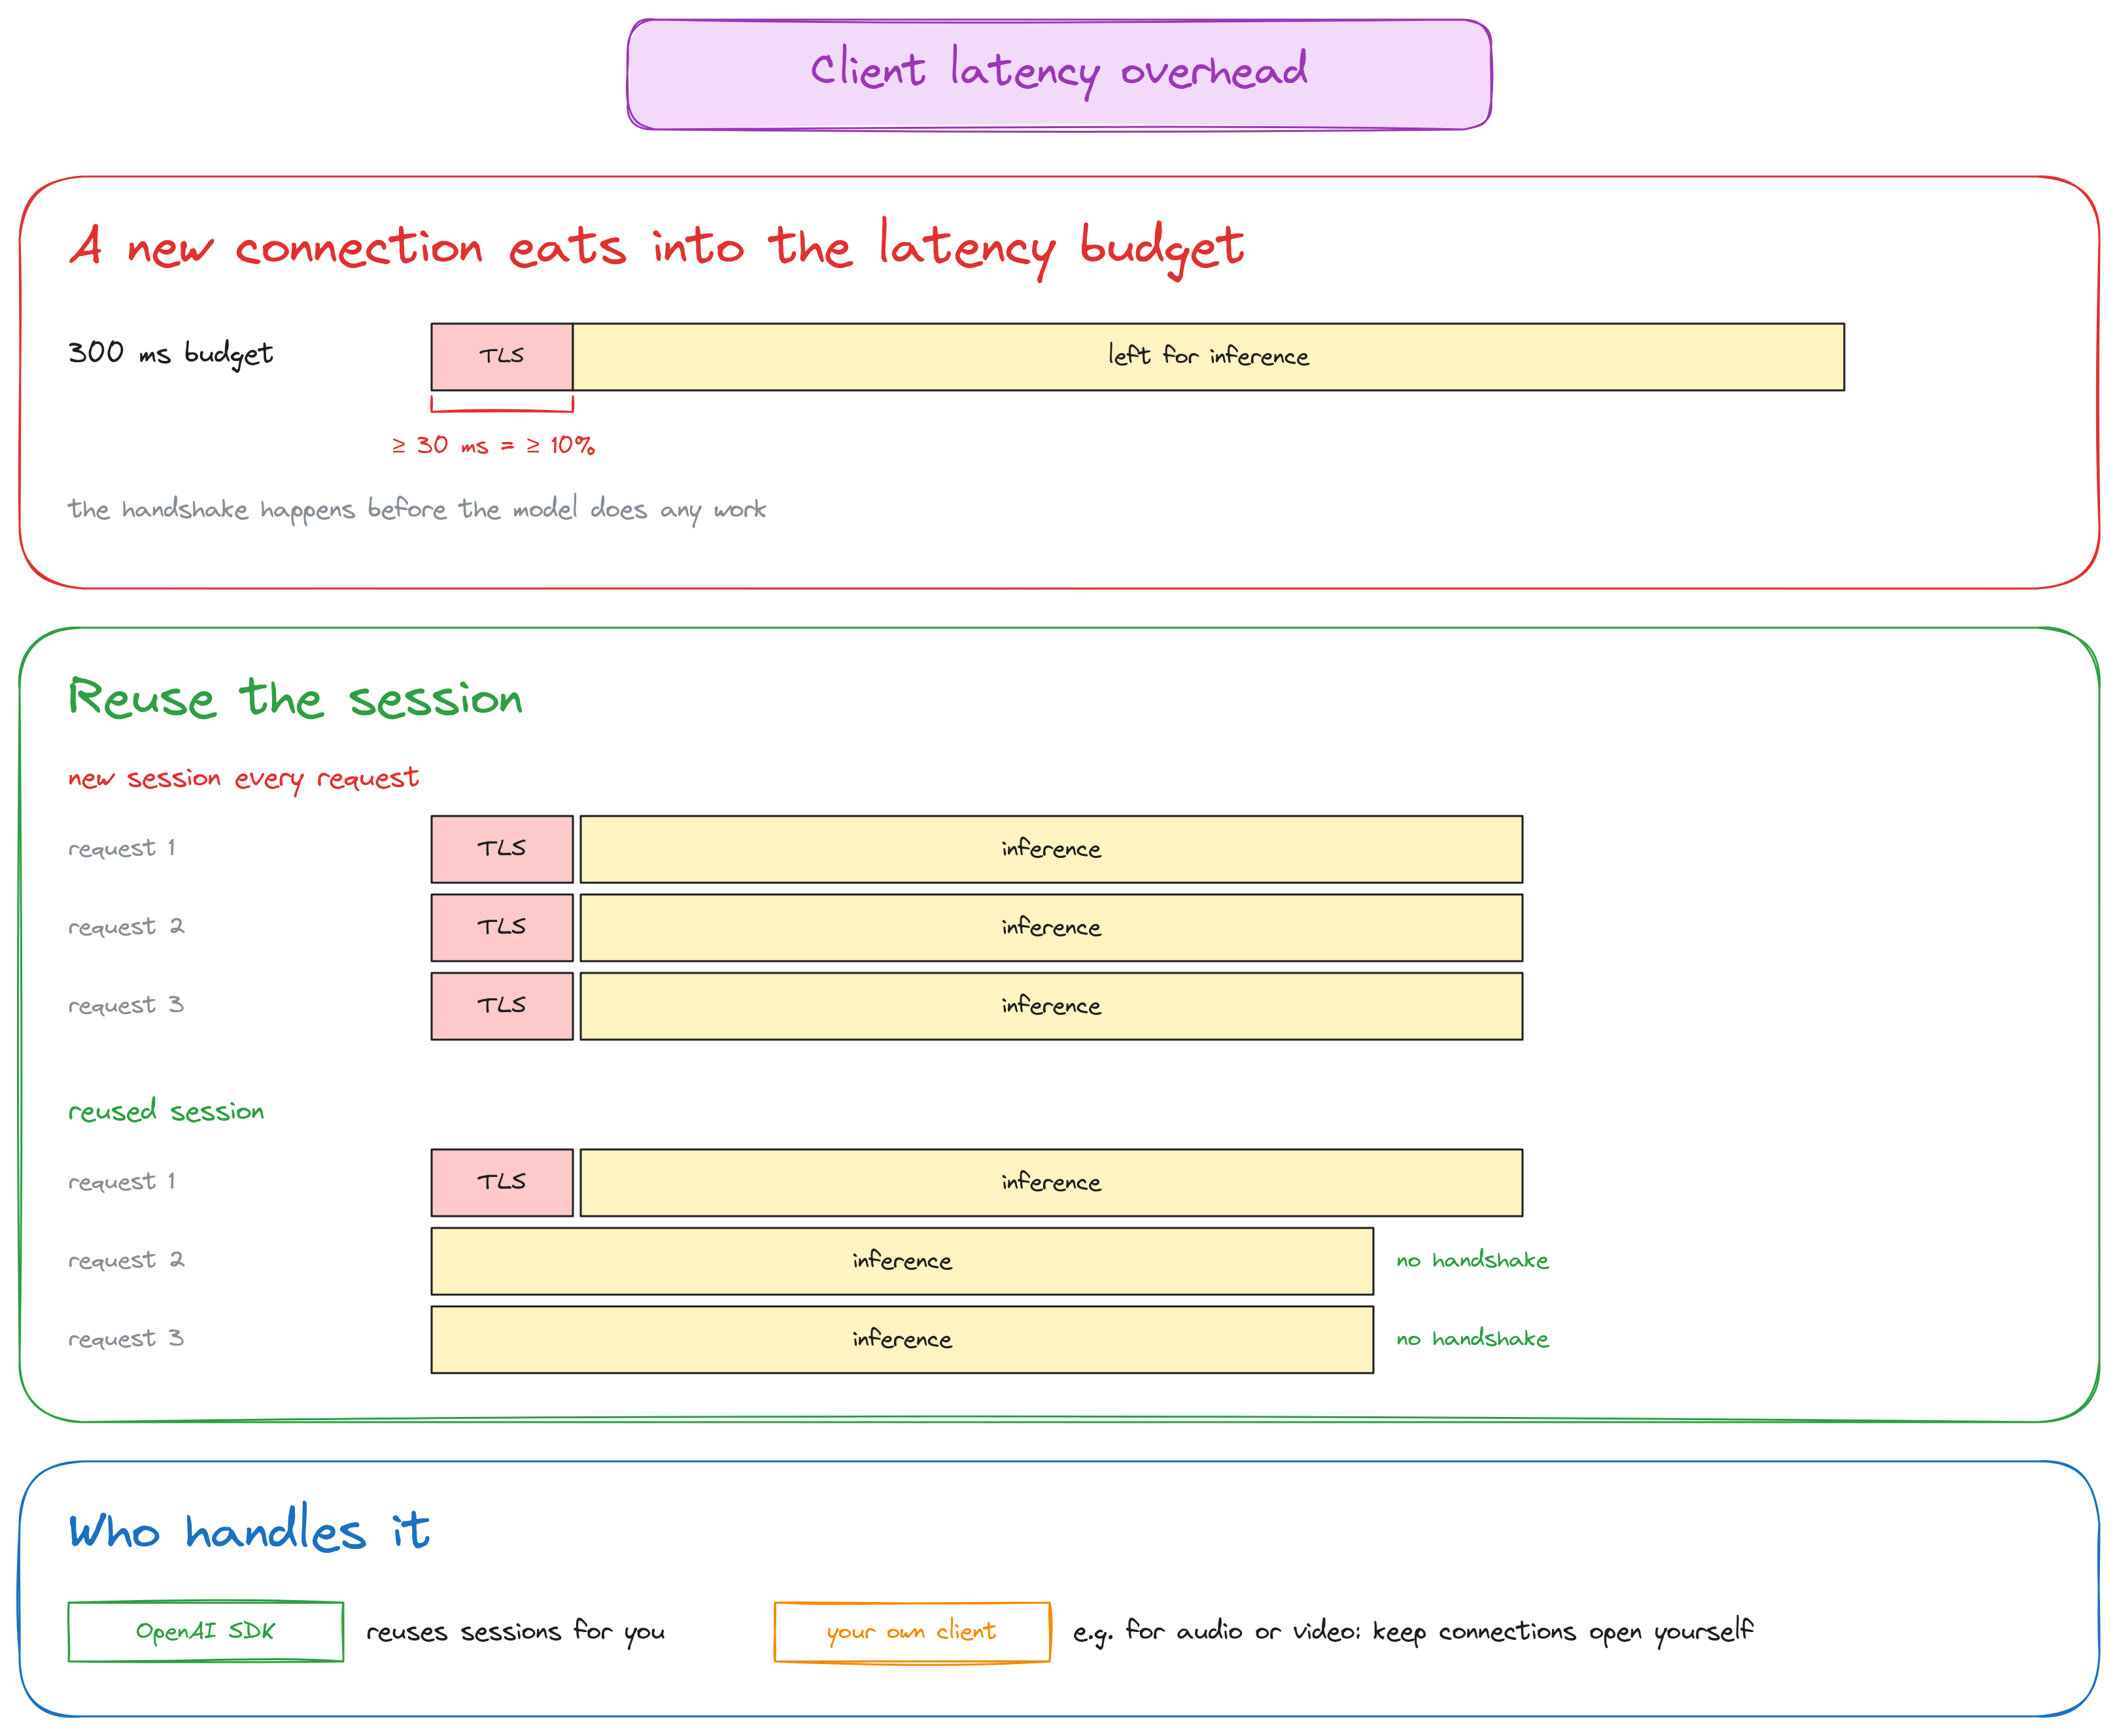 Client latency overhead
A new connection eats into the latency budget
300 ms budget
TLS
left for inference
≥ 30 ms = ≥ 10%
the handshake happens before the model does any work
Reuse the session
new session every request
request 1
TLS
inference
request 2
TLS
inference
request 3
TLS
inference
reused session
request 1
TLS
inference
request 2
inference
no handshake
request 3
inference
no handshake
Who handles it
OpenAI SDK
reuses sessions for you
your own client
e.g. for audio or video: keep connections open yourself